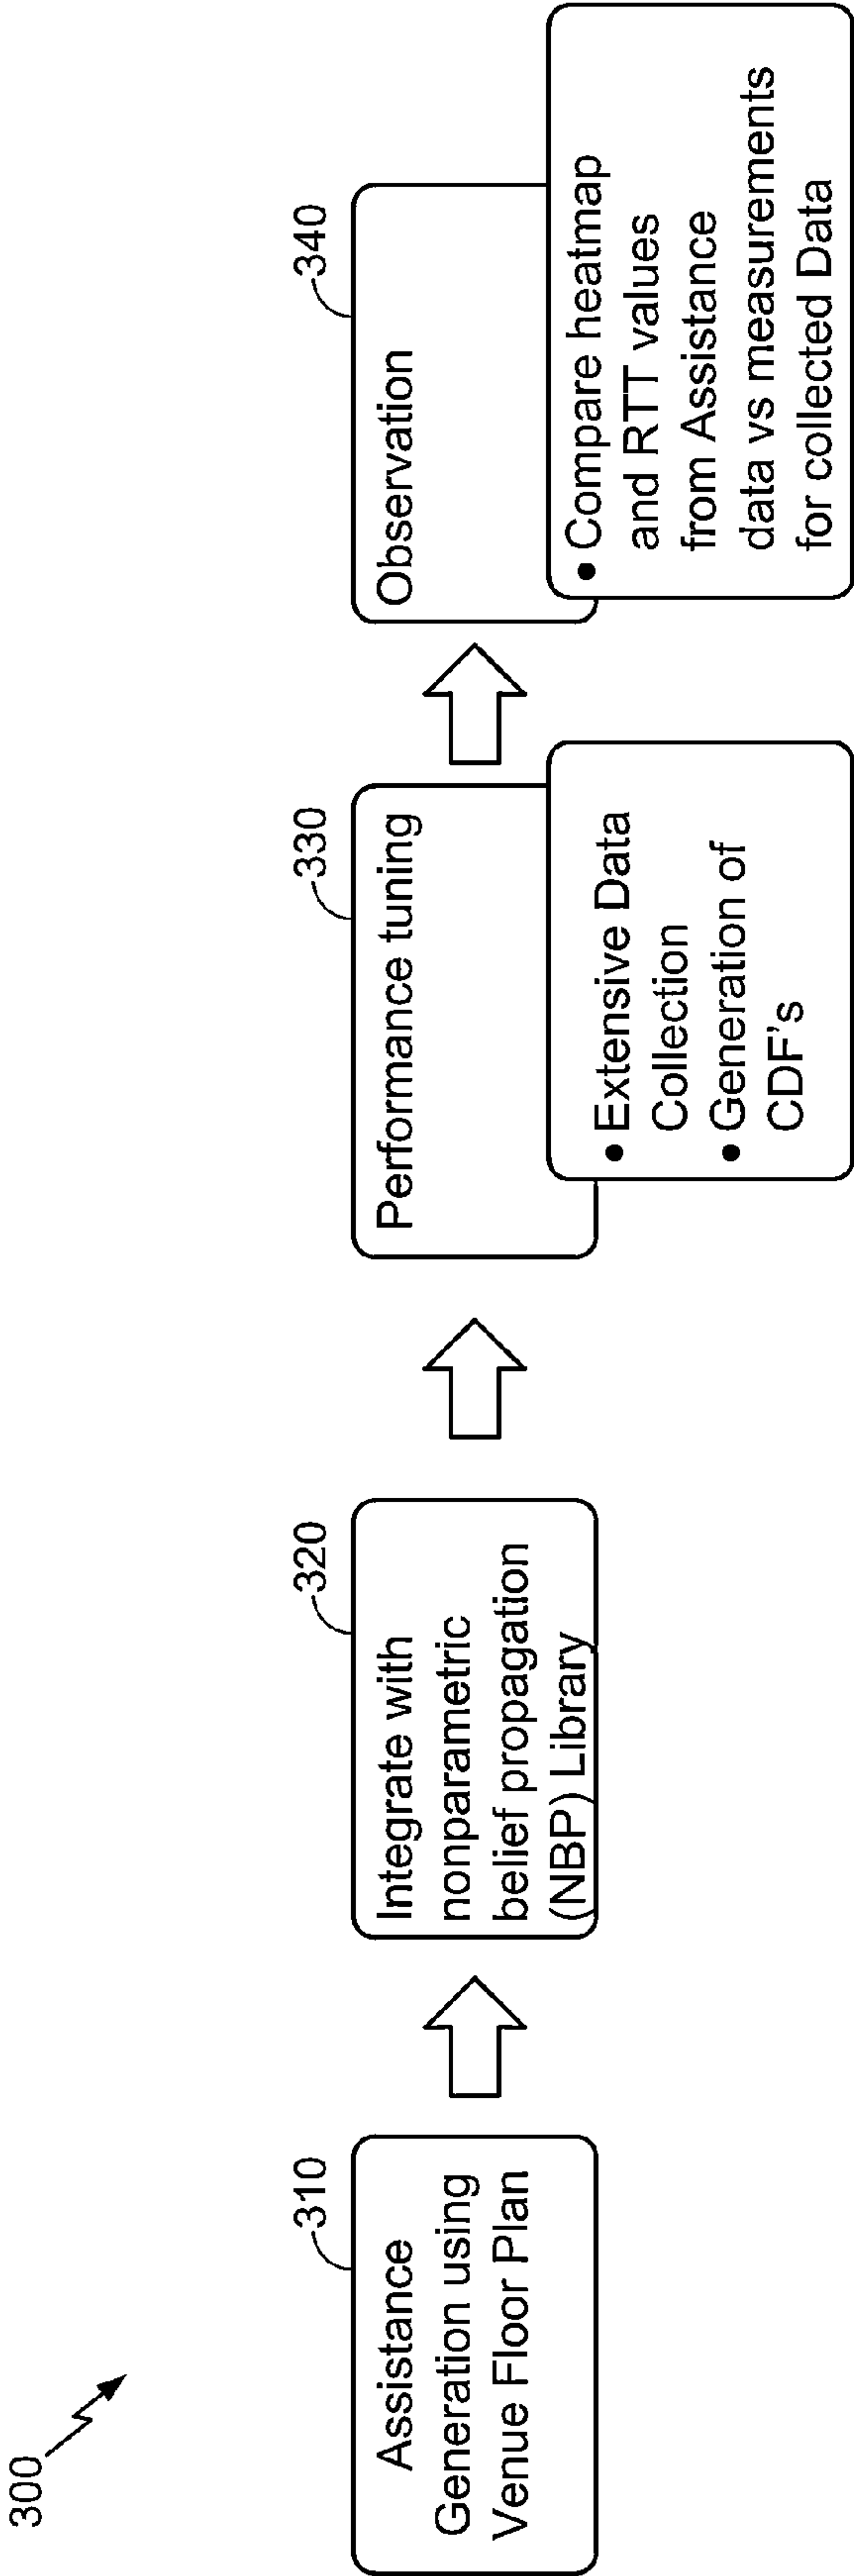 300
310
Assistance
Generation using
Venue Floor Plan
320
Integrate with
nonparametric
belief propagation
(NBP) Library
330
Performance tuning
• Extensive Data
Collection
• Generation of
CDF's
340
Observation
• Compare heatmap
and RTT values
from Assistance
data vs measurements
for collected Data